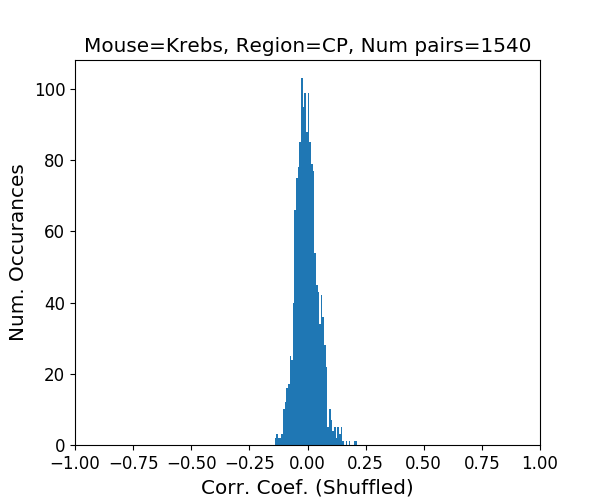 Mouse=Krebs, Region=CP, Num pairs=1540
100
80
60
40
20
0
Num. Occurances
−1.00 −0.75 −0.50 −0.25 0.00 0.25 0.50 0.75 1.00
Corr. Coef. (Shuffled)